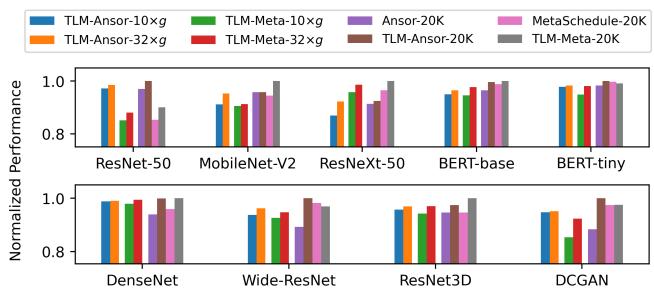 TLM-Ansor-10×g TLM-Meta-10×g Ansor-20K MetaSchedule-20K
TLM-Ansor-32×g TLM-Meta-32×g TLM-Ansor-20K TLM-Meta-20K
Normalized Performance
1.0
0.8
ResNet-50 MobileNet-V2 ResNeXt-50 BERT-base BERT-tiny
1.0
0.8
DenseNet Wide-ResNet ResNet3D DCGAN